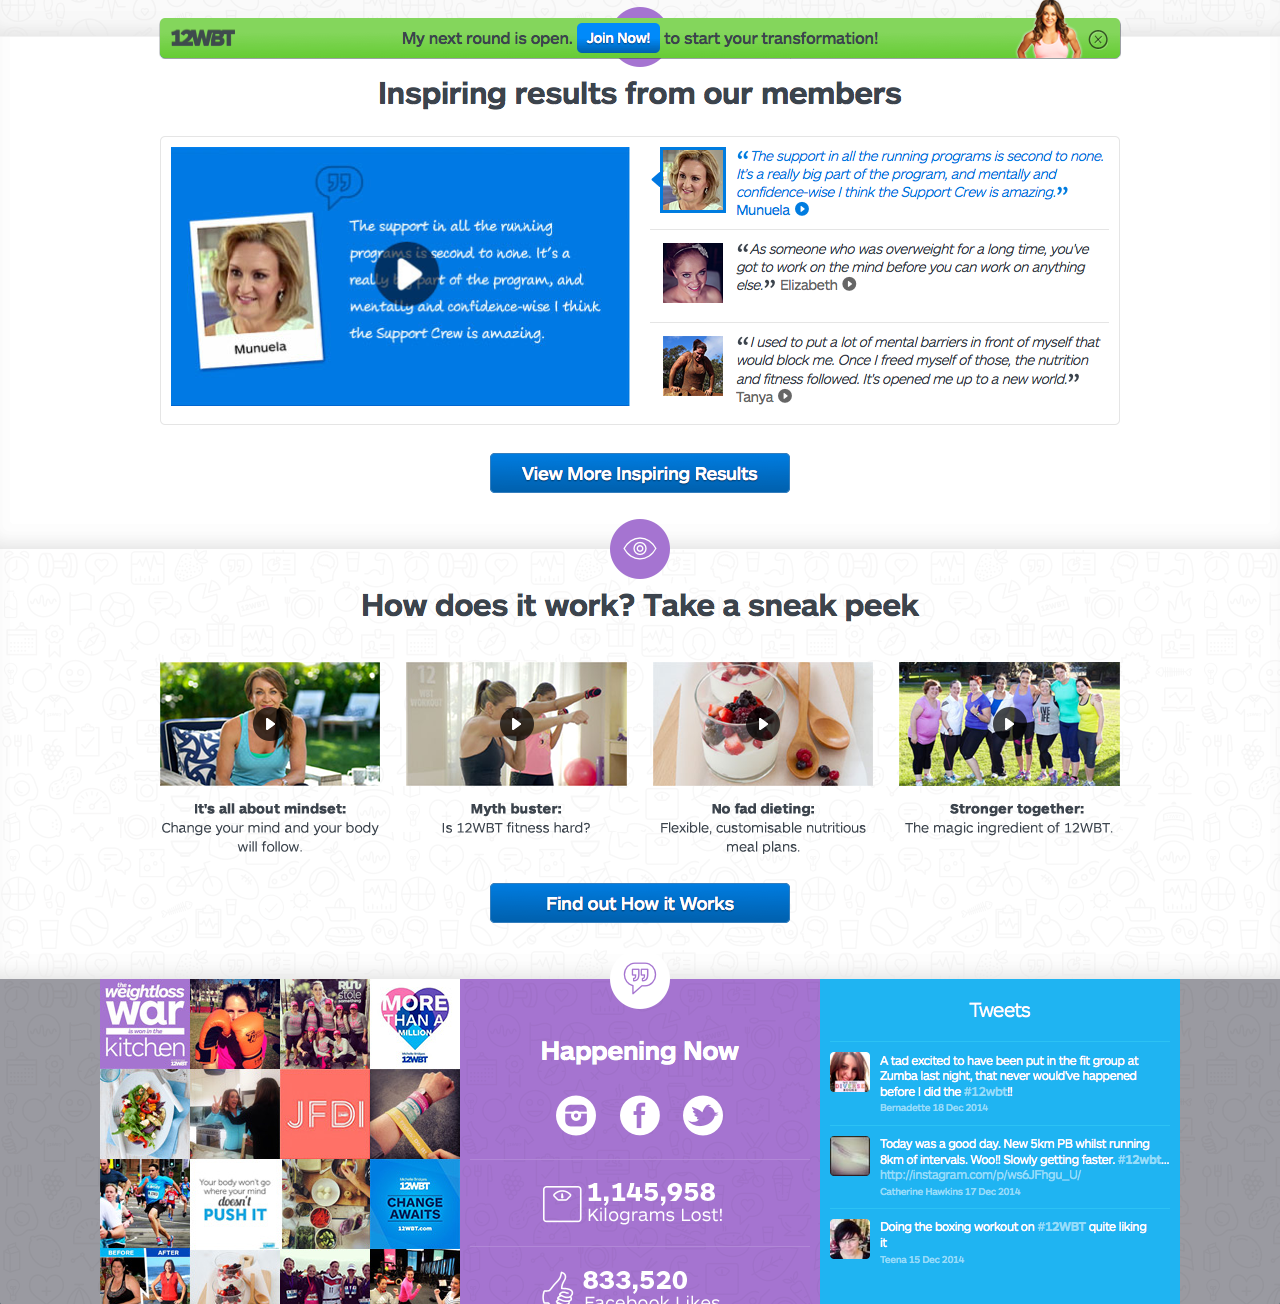 12WBT
My next round is open. Join Now! to start your transformation!
Inspiring results from our members
The support in all the running
programs is second to none. It's a
really big part of the program, and
mentally and confidence-wise I think
the Support Crew is amazing.
Munuela
“The support in all the running programs is second to none.
It's a really big part of the program, and mentally and
confidence-wise I think the Support Crew is amazing.”
Munuela
“As someone who was overweight for a long time, you've
got to work on the mind before you can work on anything
else.” Elizabeth
“I used to put a lot of mental barriers in front of myself that
would block me. Once I freed myself of those, the nutrition
and fitness followed. It's opened me up to a new world.”
Tanya
View More Inspiring Results
How does it work? Take a sneak peek
12
WBT
WORKOUT
It's all about mindset:
Change your mind and your body
will follow.
Myth buster:
Is 12WBT fitness hard?
No fad dieting:
Flexible, customisable nutritious
meal plans.
Stronger together:
The magic ingredient of 12WBT.
Find out How it Works
the
weightloss
war
is won in the
kitchen
12WBT
RUN
stole
something
MORE
THAN A
MILLION
Michelle Bridges
12WBT
JFDI
Your body won't go
where your mind
doesn't
PUSH IT
Michelle Bridges
12WBT
CHANGE
AWAITS
12WBT.com
BEFORE AFTER
Happening Now
1,145,958
Kilograms Lost!
833,520
Facebook Likes
Tweets
A tad excited to have been put in the fit group at
Zumba last night, that never would've happened
before I did the #12wbt!!
Bernadette 18 Dec 2014
Today was a good day. New 5km PB whilst running
8km of intervals. Woo!! Slowly getting faster. #12wbt...
http://instagram.com/p/ws6JFhgu_U/
Catherine Hawkins 17 Dec 2014
Doing the boxing workout on #12WBT quite liking
it
Teena 15 Dec 2014